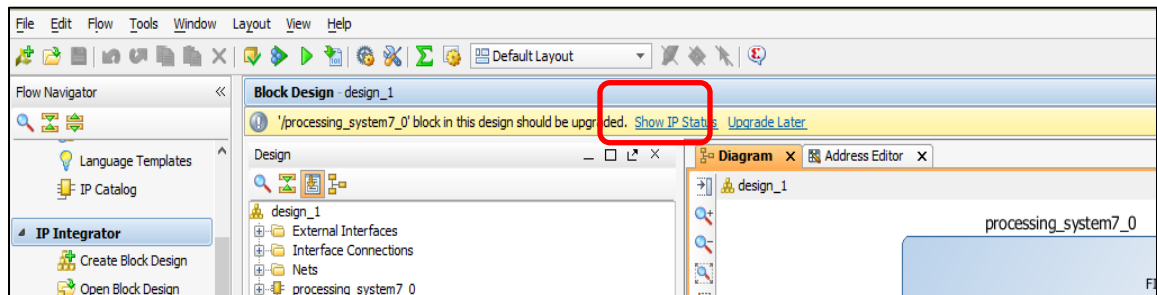 File Edit Flow Tools Window Layout View Help
Default Layout
Flow Navigator
Block Design - design_1
'/processing_system7_0' block in this design should be upgraded. Show IP Status Upgrade Later
Language Templates
IP Catalog
IP Integrator
Create Block Design
Open Block Design
Design
design_1
External Interfaces
Interface Connections
Nets
processing_system7_0
Diagram
Address Editor
design_1
processing_system7_0